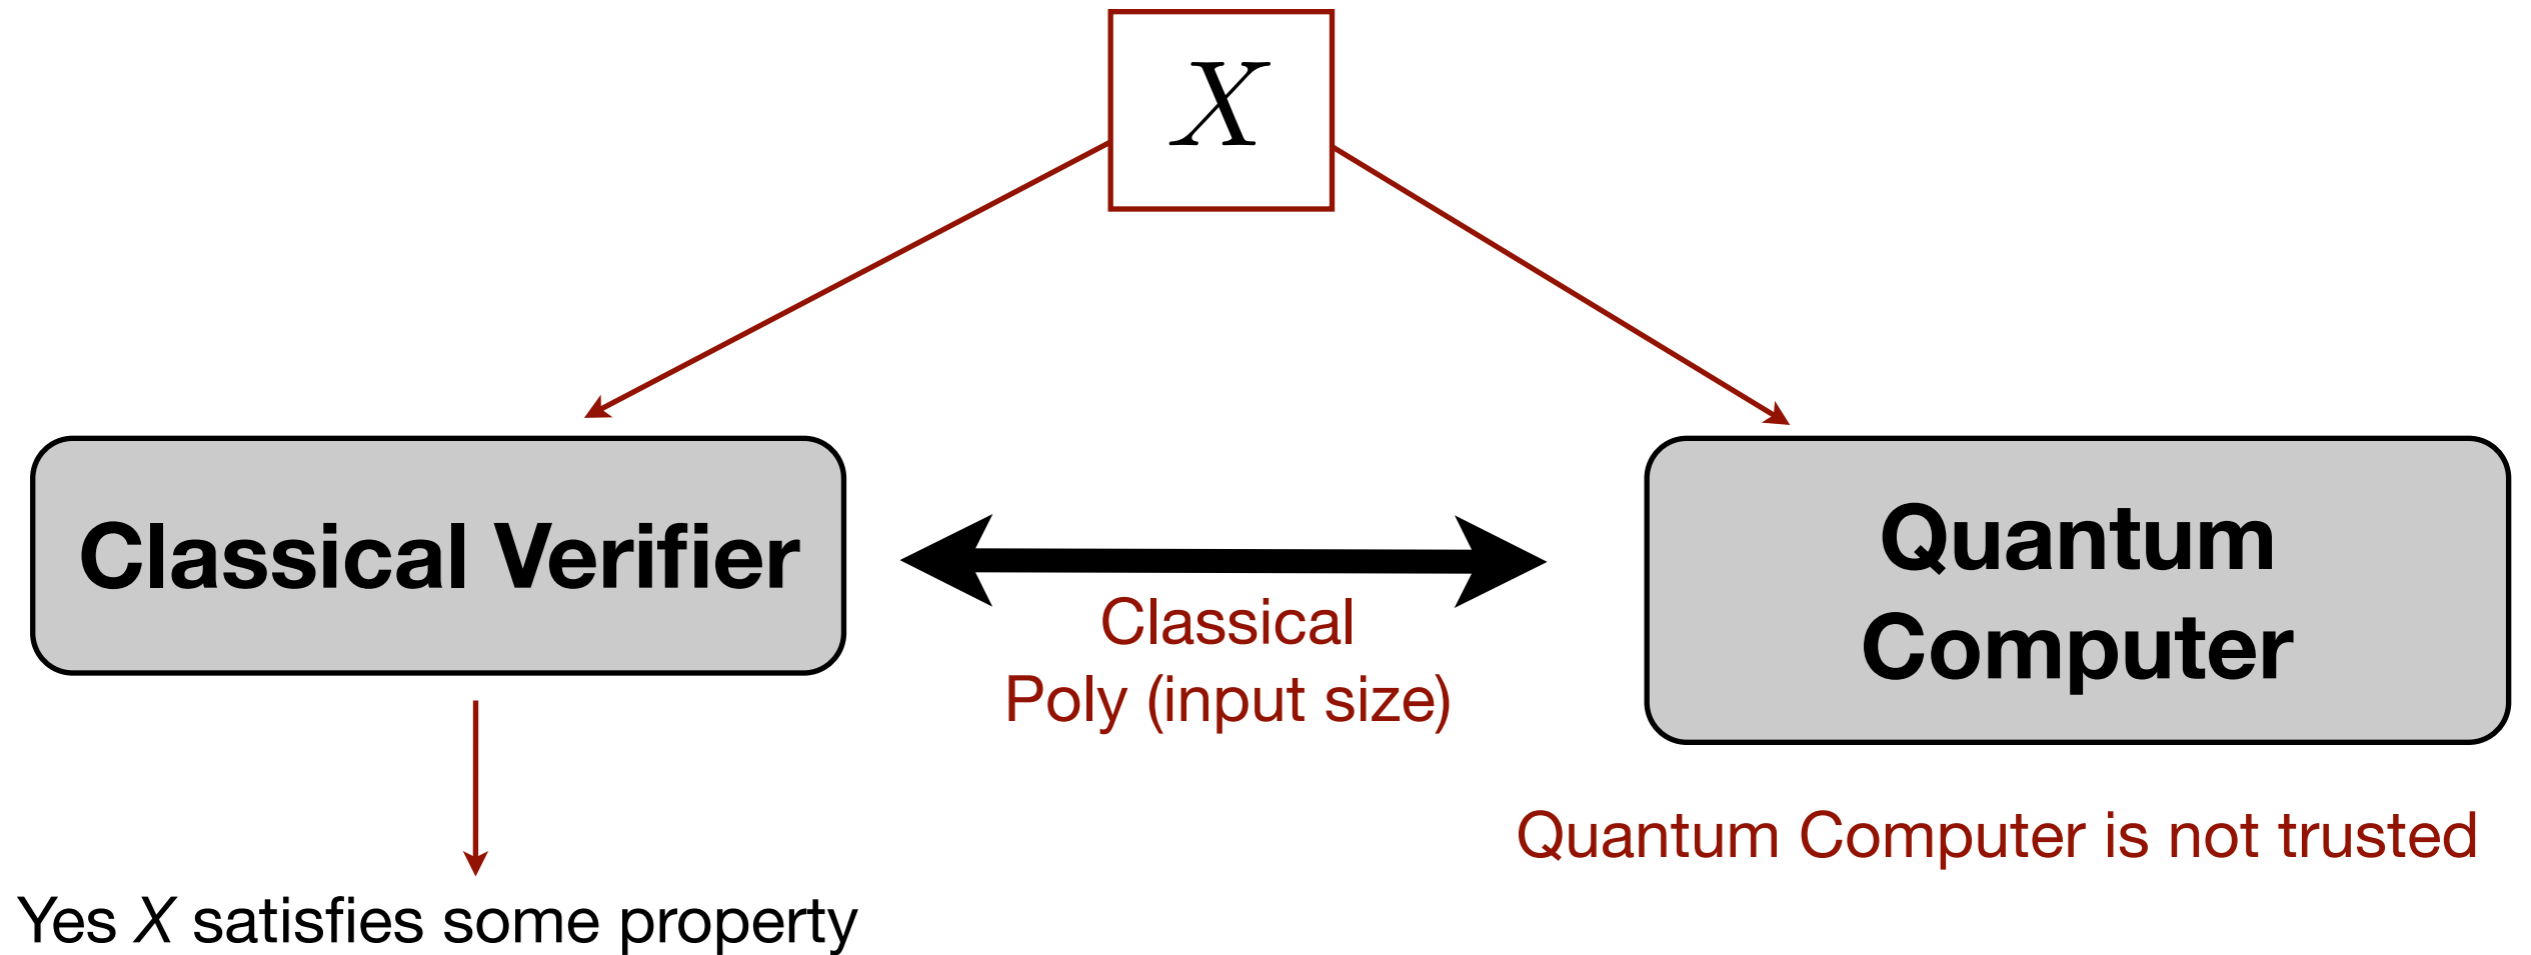 X
Classical Verifier
Quantum
Computer
Classical
Poly (input size)
Quantum Computer is not trusted
Yes X satisfies some property